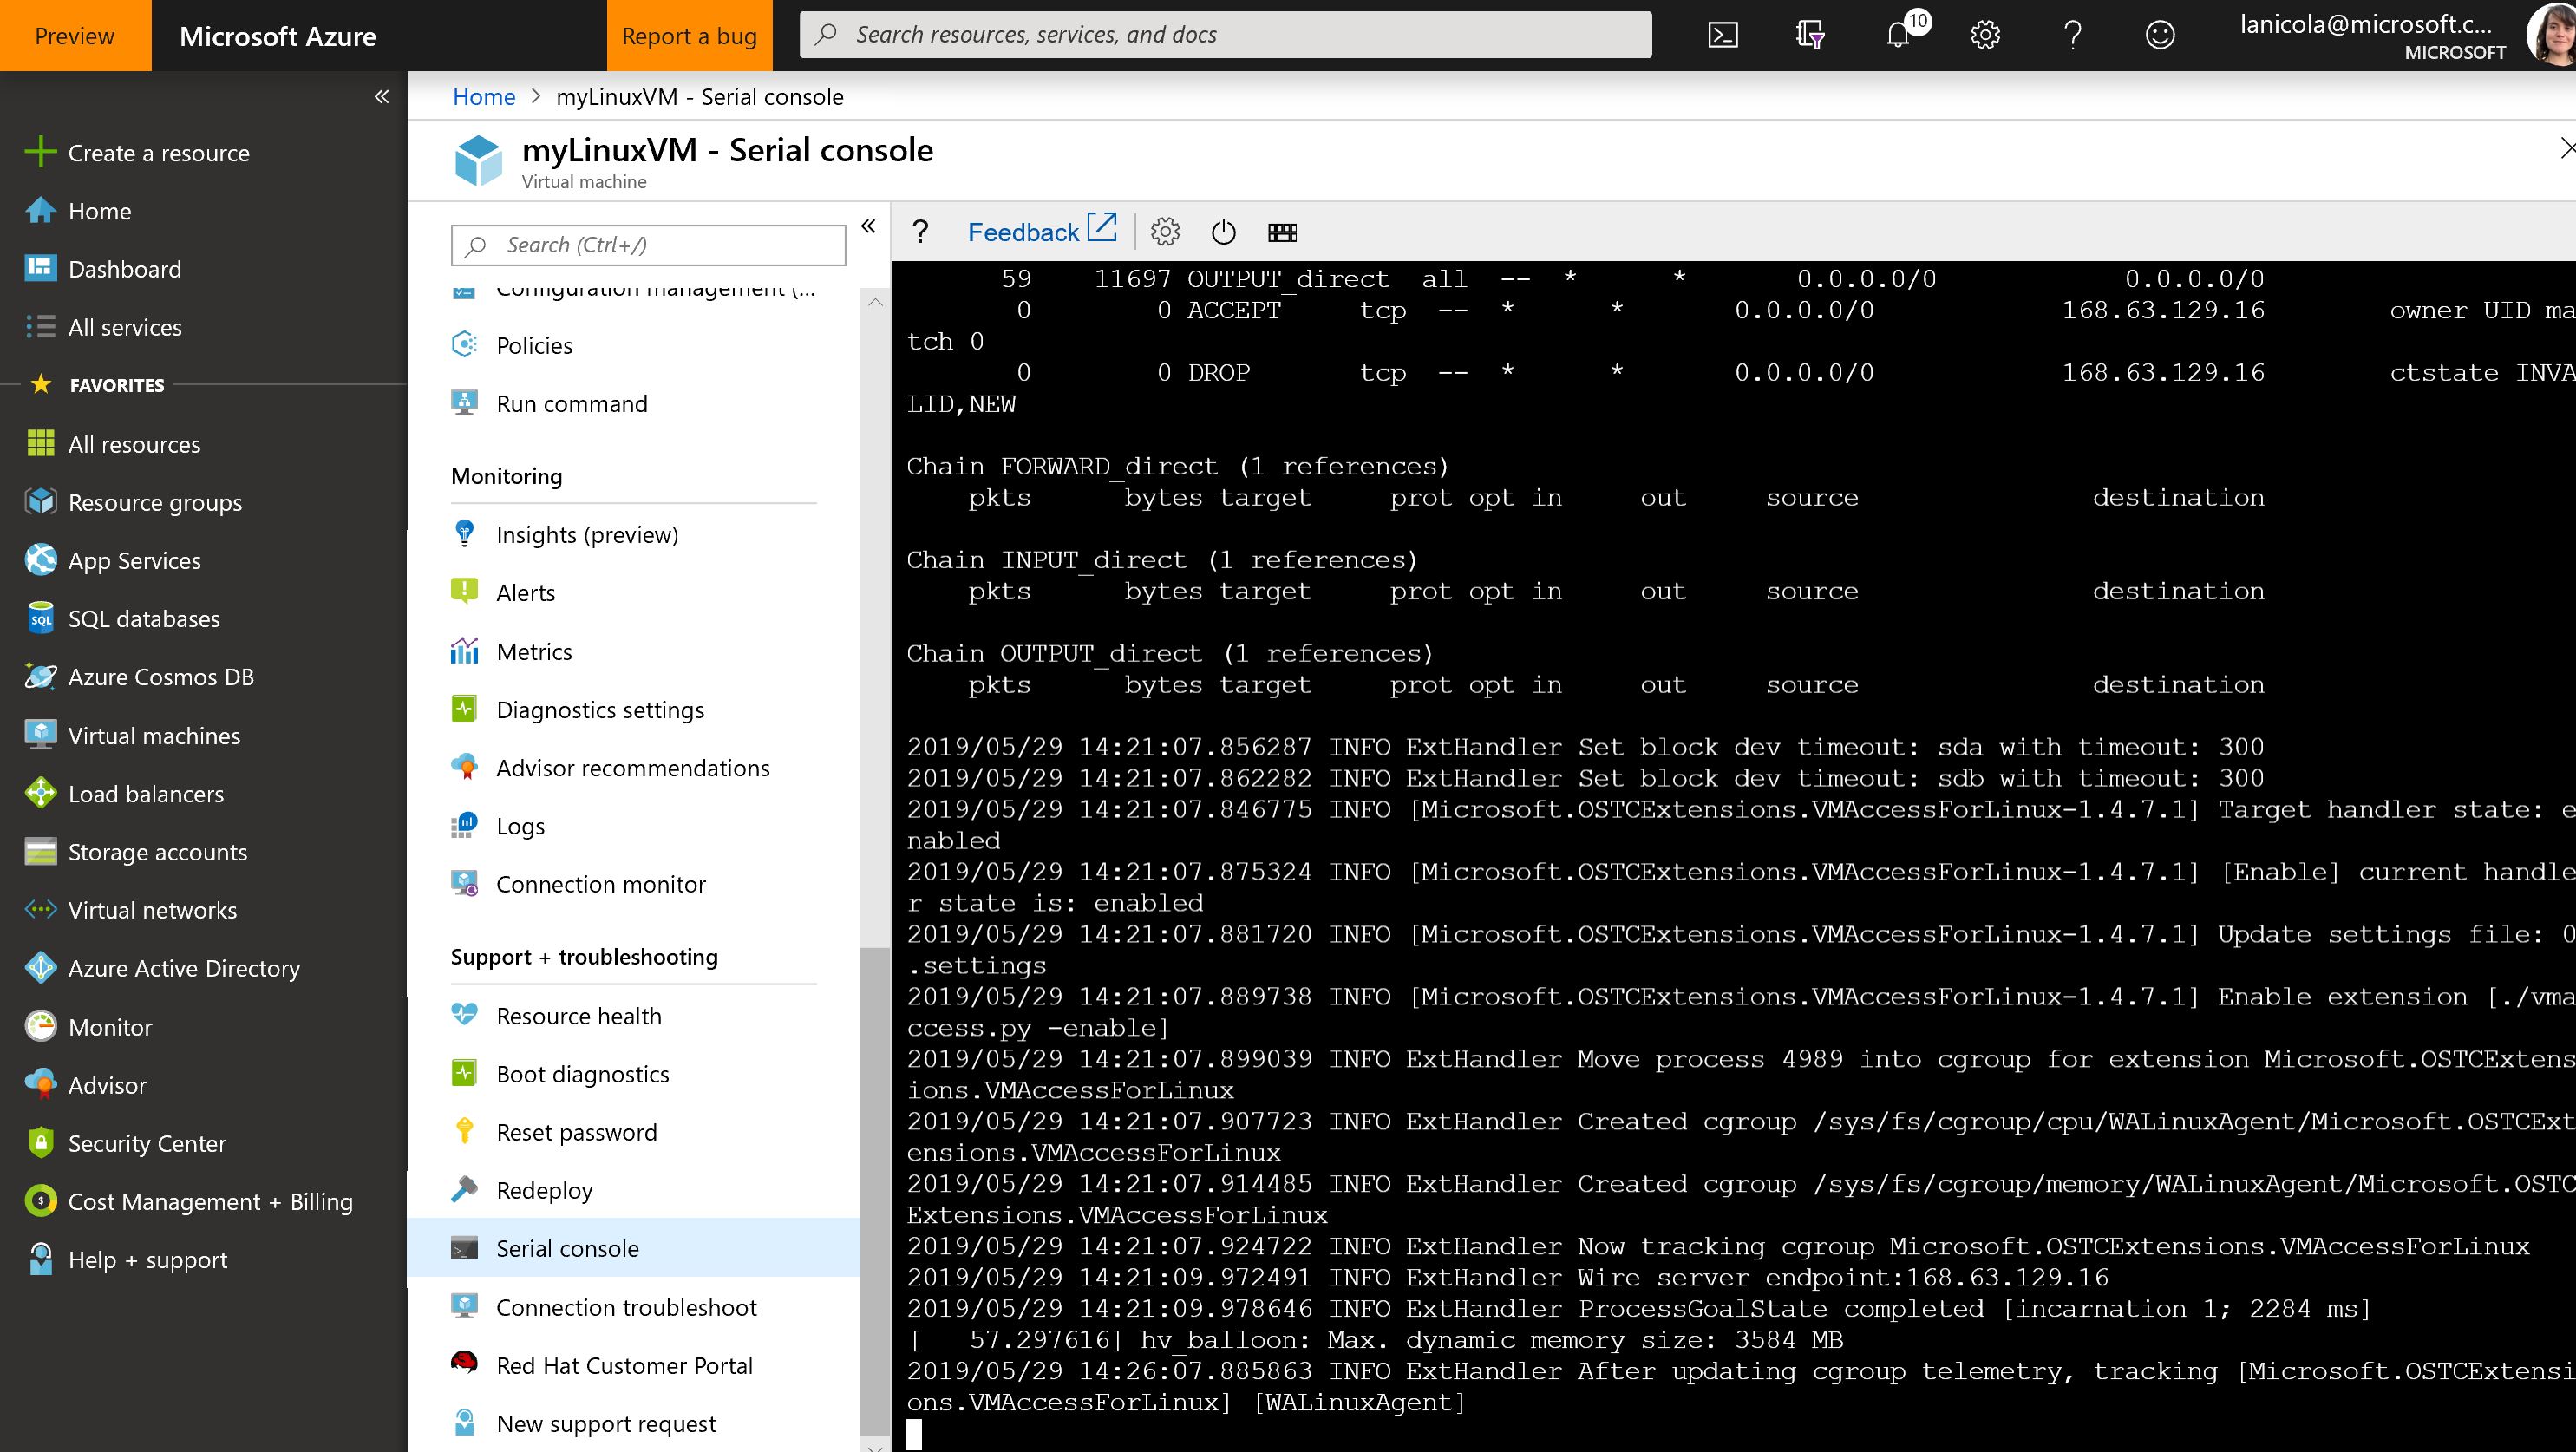 Preview
Microsoft Azure
Report a bug
Search resources, services, and docs
10
lanicola@microsoft.c...
MICROSOFT
Create a resource
Home
Dashboard
All services
FAVORITES
All resources
Resource groups
App Services
SQL databases
Azure Cosmos DB
Virtual machines
Load balancers
Storage accounts
Virtual networks
Azure Active Directory
Monitor
Advisor
Security Center
Cost Management + Billing
Help + support
Home > myLinuxVM - Serial console
myLinuxVM - Serial console
Virtual machine
Search (Ctrl+/)
Configuration management (...
Policies
Run command
Monitoring
Insights (preview)
Alerts
Metrics
Diagnostics settings
Advisor recommendations
Logs
Connection monitor
Support + troubleshooting
Resource health
Boot diagnostics
Reset password
Redeploy
Serial console
Connection troubleshoot
Red Hat Customer Portal
New support request
? Feedback
59 11697 OUTPUT_direct all -- * * 0.0.0.0/0 0.0.0.0/0
0 0 ACCEPT tcp -- * * 0.0.0.0/0 168.63.129.16 owner UID ma
tch 0
0 0 DROP tcp -- * * 0.0.0.0/0 168.63.129.16 ctstate INVA
LID,NEW
Chain FORWARD_direct (1 references)
pkts bytes target prot opt in out source destination
Chain INPUT_direct (1 references)
pkts bytes target prot opt in out source destination
Chain OUTPUT_direct (1 references)
pkts bytes target prot opt in out source destination
2019/05/29 14:21:07.856287 INFO ExtHandler Set block dev timeout: sda with timeout: 300
2019/05/29 14:21:07.862282 INFO ExtHandler Set block dev timeout: sdb with timeout: 300
2019/05/29 14:21:07.846775 INFO [Microsoft.OSTCExtensions.VMAccessForLinux-1.4.7.1] Target handler state: e
nabled
2019/05/29 14:21:07.875324 INFO [Microsoft.OSTCExtensions.VMAccessForLinux-1.4.7.1] [Enable] current handle
r state is: enabled
2019/05/29 14:21:07.881720 INFO [Microsoft.OSTCExtensions.VMAccessForLinux-1.4.7.1] Update settings file: 0
.settings
2019/05/29 14:21:07.889738 INFO [Microsoft.OSTCExtensions.VMAccessForLinux-1.4.7.1] Enable extension [./vma
ccess.py -enable]
2019/05/29 14:21:07.899039 INFO ExtHandler Move process 4989 into cgroup for extension Microsoft.OSTCExtens
ions.VMAccessForLinux
2019/05/29 14:21:07.907723 INFO ExtHandler Created cgroup /sys/fs/cgroup/cpu/WALinuxAgent/Microsoft.OSTCExt
ensions.VMAccessForLinux
2019/05/29 14:21:07.914485 INFO ExtHandler Created cgroup /sys/fs/cgroup/memory/WALinuxAgent/Microsoft.OSTC
Extensions.VMAccessForLinux
2019/05/29 14:21:07.924722 INFO ExtHandler Now tracking cgroup Microsoft.OSTCExtensions.VMAccessForLinux
2019/05/29 14:21:09.972491 INFO ExtHandler Wire server endpoint:168.63.129.16
2019/05/29 14:21:09.978646 INFO ExtHandler ProcessGoalState completed [incarnation 1; 2284 ms]
[   57.297616] hv_balloon: Max. dynamic memory size: 3584 MB
2019/05/29 14:26:07.885863 INFO ExtHandler After updating cgroup telemetry, tracking [Microsoft.OSTCExtensi
ons.VMAccessForLinux] [WALinuxAgent]